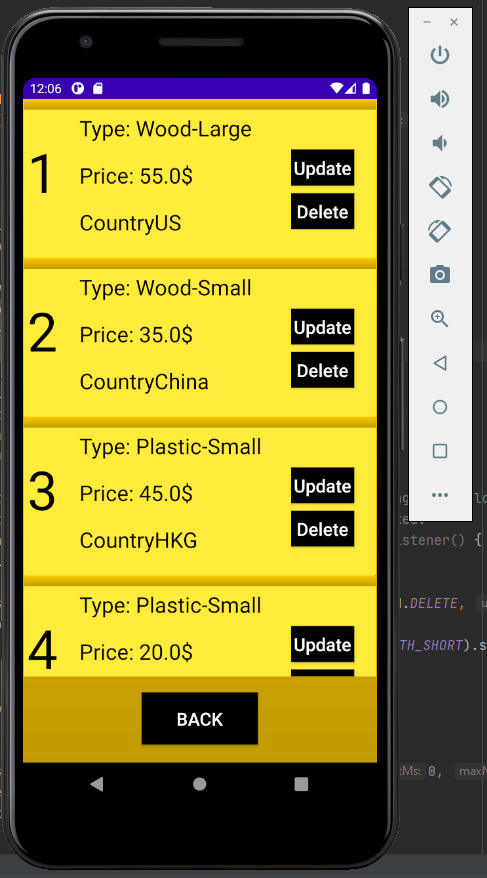 12:06
1
Type: Wood-Large
Price: 55.0$
CountryUS
Update
Delete
2
Type: Wood-Small
Price: 35.0$
CountryChina
Update
Delete
3
Type: Plastic-Small
Price: 45.0$
CountryHKG
Update
Delete
4
Type: Plastic-Small
Price: 20.0$
Update
BACK
stener() {
.DELETE,
TH_SHORT).s
:Ms: 0,